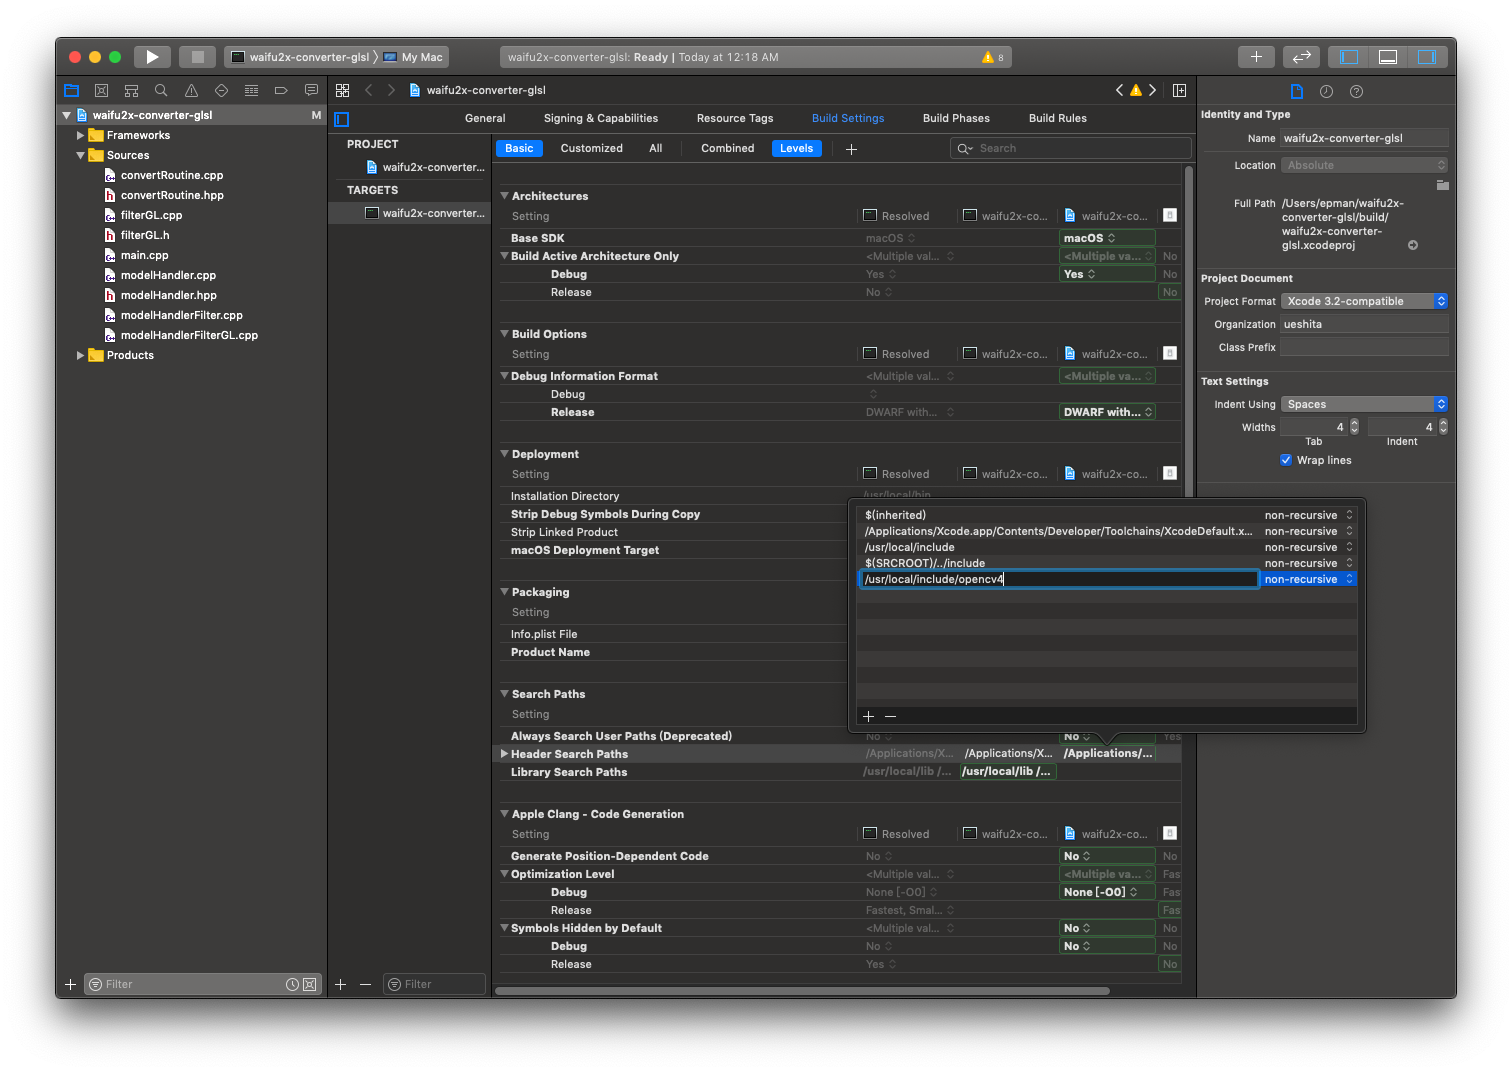 waifu2x-converter-glsl 〉 My Mac
waifu2x-converter-glsl: Ready | Today at 12:18 AM
8
waifu2x-converter-glsl
waifu2x-converter-glsl M
Frameworks
Sources
convertRoutine.cpp
convertRoutine.hpp
filterGL.cpp
filterGL.h
main.cpp
modelHandler.cpp
modelHandler.hpp
modelHandlerFilter.cpp
modelHandlerFilterGL.cpp
Products
Filter
General Signing & Capabilities Resource Tags Build Settings Build Phases Build Rules
PROJECT
waifu2x-converter...
TARGETS
waifu2x-converter...
Filter
Basic Customized All Combined Levels Search
Architectures
Setting Resolved waifu2x-co... waifu2x-co...
Base SDK macOS macOS
Build Active Architecture Only <Multiple val... <Multiple va... No
Debug Yes Yes No
Release No No
Build Options
Setting Resolved waifu2x-co... waifu2x-co...
Debug Information Format <Multiple val... <Multiple va...
Debug
Release DWARF with... DWARF with...
Deployment
Setting Resolved waifu2x-co... waifu2x-co...
Installation Directory /usr/local/bin
Strip Debug Symbols During Copy
Strip Linked Product
macOS Deployment Target
Packaging
Setting
Info.plist File
Product Name
Search Paths
Setting
Always Search User Paths (Deprecated) No No Yes
Header Search Paths /Applications/X... /Applications/X... /Applications/...
Library Search Paths /usr/local/lib /... /usr/local/lib /...
Apple Clang - Code Generation
Setting Resolved waifu2x-co... waifu2x-co...
Generate Position-Dependent Code No No No
Optimization Level <Multiple val... <Multiple va... Fas
Debug None [-O0] None [-O0] Fas
Release Fastest, Smal... Fas
Symbols Hidden by Default <Multiple val... No No
Debug No No No
Release Yes No
$(inherited) non-recursive
/Applications/Xcode.app/Contents/Developer/Toolchains/XcodeDefault.x... non-recursive
/usr/local/include non-recursive
$(SRCROOT)/../include non-recursive
/usr/local/include/opencv4 non-recursive
Identity and Type
Name waifu2x-converter-glsl
Location Absolute
Full Path /Users/epman/waifu2x-
converter-glsl/build/
waifu2x-converter-
glsl.xcodeproj
Project Document
Project Format Xcode 3.2-compatible
Organization ueshita
Class Prefix
Text Settings
Indent Using Spaces
Widths 4 4
Tab Indent
Wrap lines